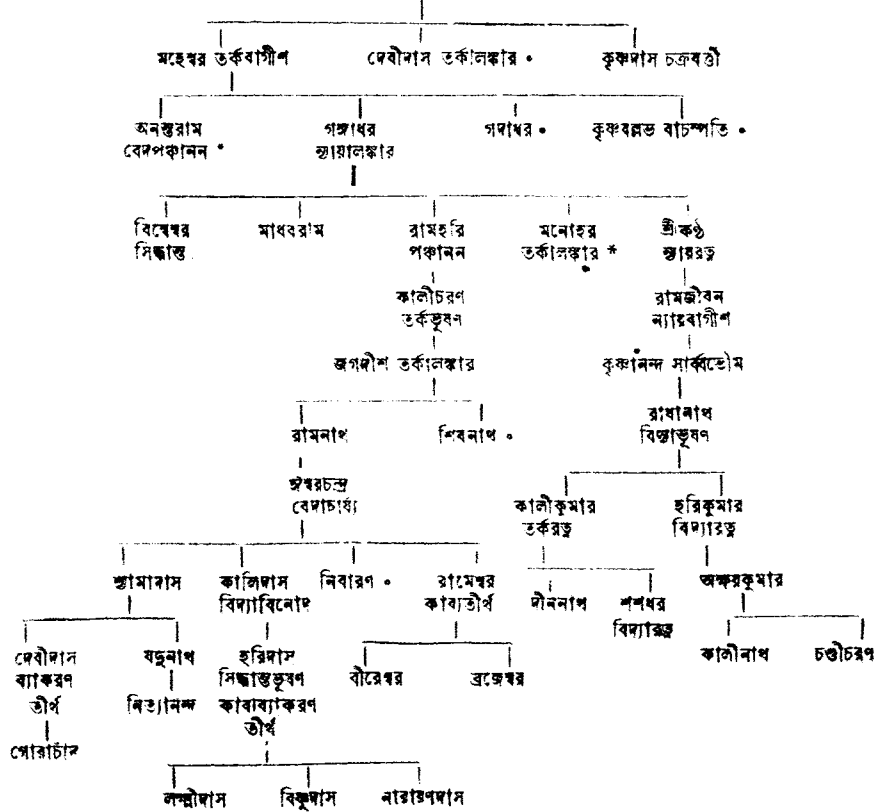 মহেশ্বর তর্কবাগীশ দেবীদাস তর্কালঙ্কার * কৃষ্ণদাস চক্রবর্ত্তী
অনন্তরাম গঙ্গাধর গদাধর * কৃষ্ণবল্লভ বাচস্পতি *
বেদপঞ্চানন * ন্যায়ালঙ্কার
বিশ্বেশ্বর মাধবরাম রামহরি মনোহর শ্রীকণ্ঠ
সিদ্ধান্ত পঞ্চানন তর্কালঙ্কার * ন্যায়রত্ন
কালীচরণ রামজীবন
তর্কভূষণ ন্যায়বাগীশ
জগদীশ তর্কালঙ্কার কৃষ্ণানন্দ সার্ব্বভৌম
রাধানাথ
রামনাথ শিবনাথ * বিদ্যাভূষণ
ঈশ্বরচন্দ্র
বেদাচার্য্য কালীকুমার হরিকুমার
তর্করত্ন বিদ্যারত্ন
শ্যামাদাস কালিদাস নিবারণ * রামেশ্বর অক্ষয়কুমার
বিদ্যাবিনোদ কাব্যতীর্থ দীননাথ শশধর
বিদ্যারত্ন
দেবীদাস যদুনাথ হরিদাস কালীনাথ চণ্ডীচরণ
ব্যাকরণ সিদ্ধান্তভূষণ বীরেশ্বর ব্রজেশ্বর
তীর্থ নিত্যানন্দ কাব্যব্যাকরণ
তীর্থ
গোরাচাঁদ
লক্ষ্মীদাস বিষ্ণুদাস নারায়ণদাস